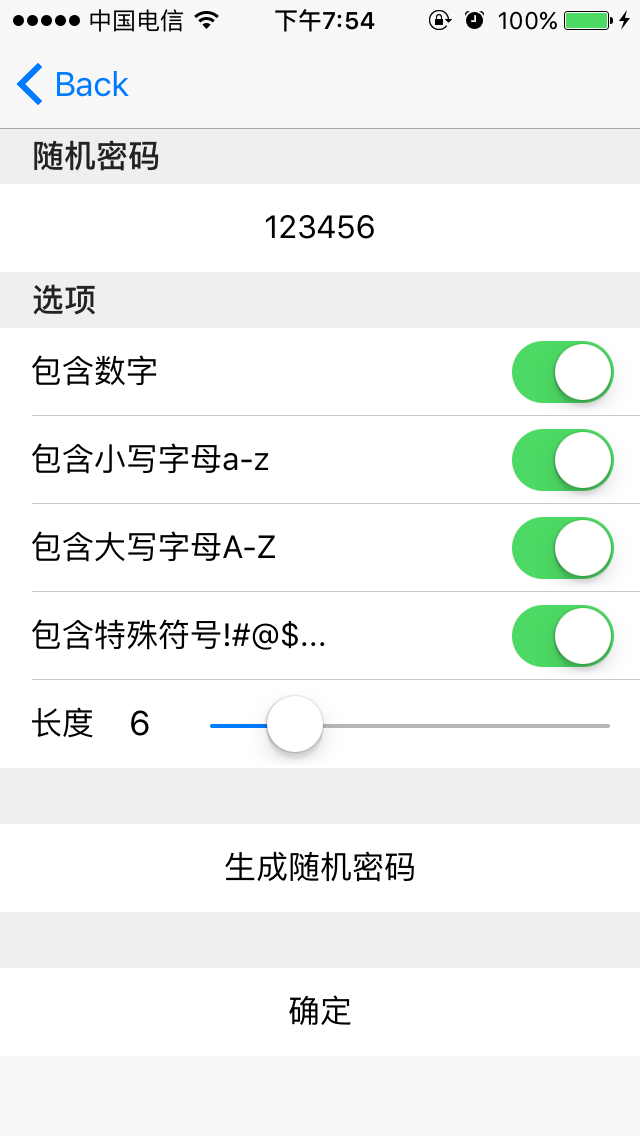 中国电信 下午7:54 100%
Back
随机密码
123456
选项
包含数字
包含小写字母a-z
包含大写字母A-Z
包含特殊符号!#@$...
长度 6
生成随机密码
确定